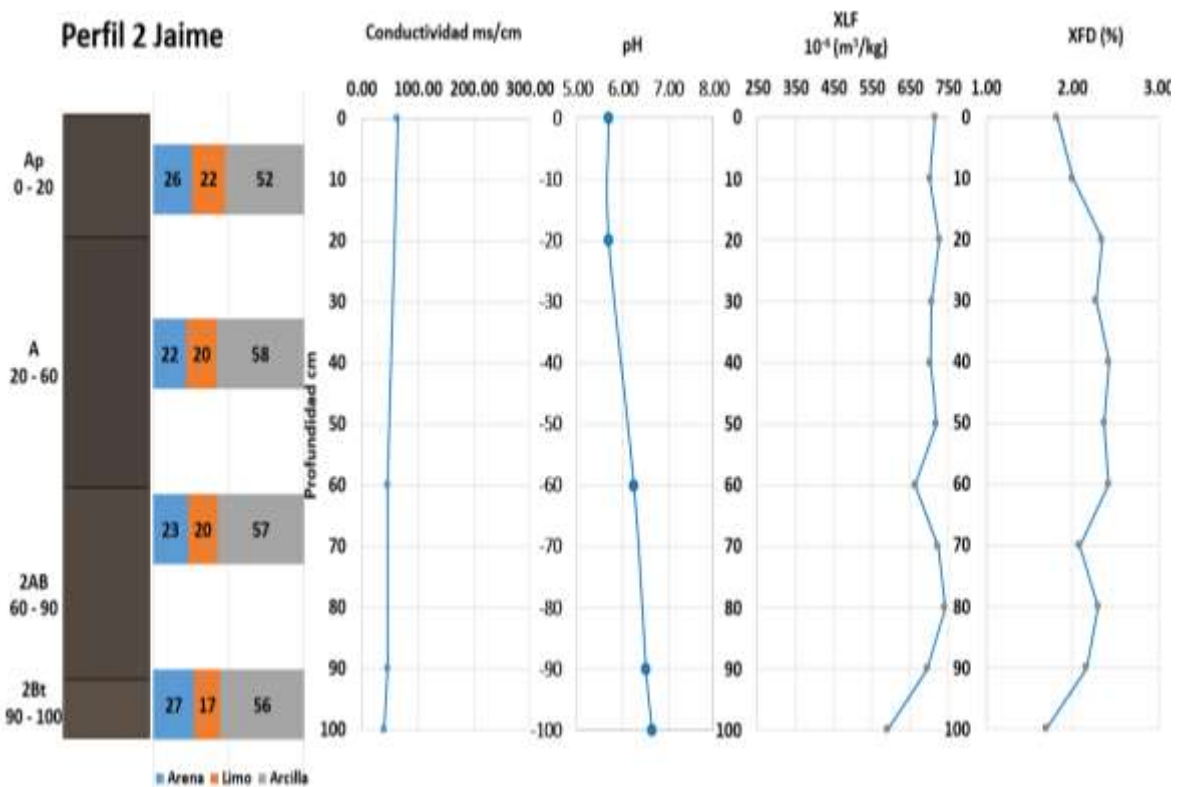 Perfil 2 Jaime
Ap
0 - 20
A
20 - 60
2AB
60 - 90
2Bt
90 - 100
26 22 52
22 20 58
23 20 57
27 17 56
Arena Limo Arcilla
Profundidad cm
Conductividad ms/cm
0.00 100.00 200.00 300.00
0
10
20
30
40
50
60
70
80
90
100
pH
5.00 6.00 7.00 8.00
0
-10
-20
-30
-40
-50
-60
-70
-80
-90
-100
XLF
10⁻⁸ (m³/kg)
250 350 450 550 650 750
0
10
20
30
40
50
60
70
80
90
100
XFD (%)
1.00 2.00 3.00
0
10
20
30
40
50
60
70
80
90
100